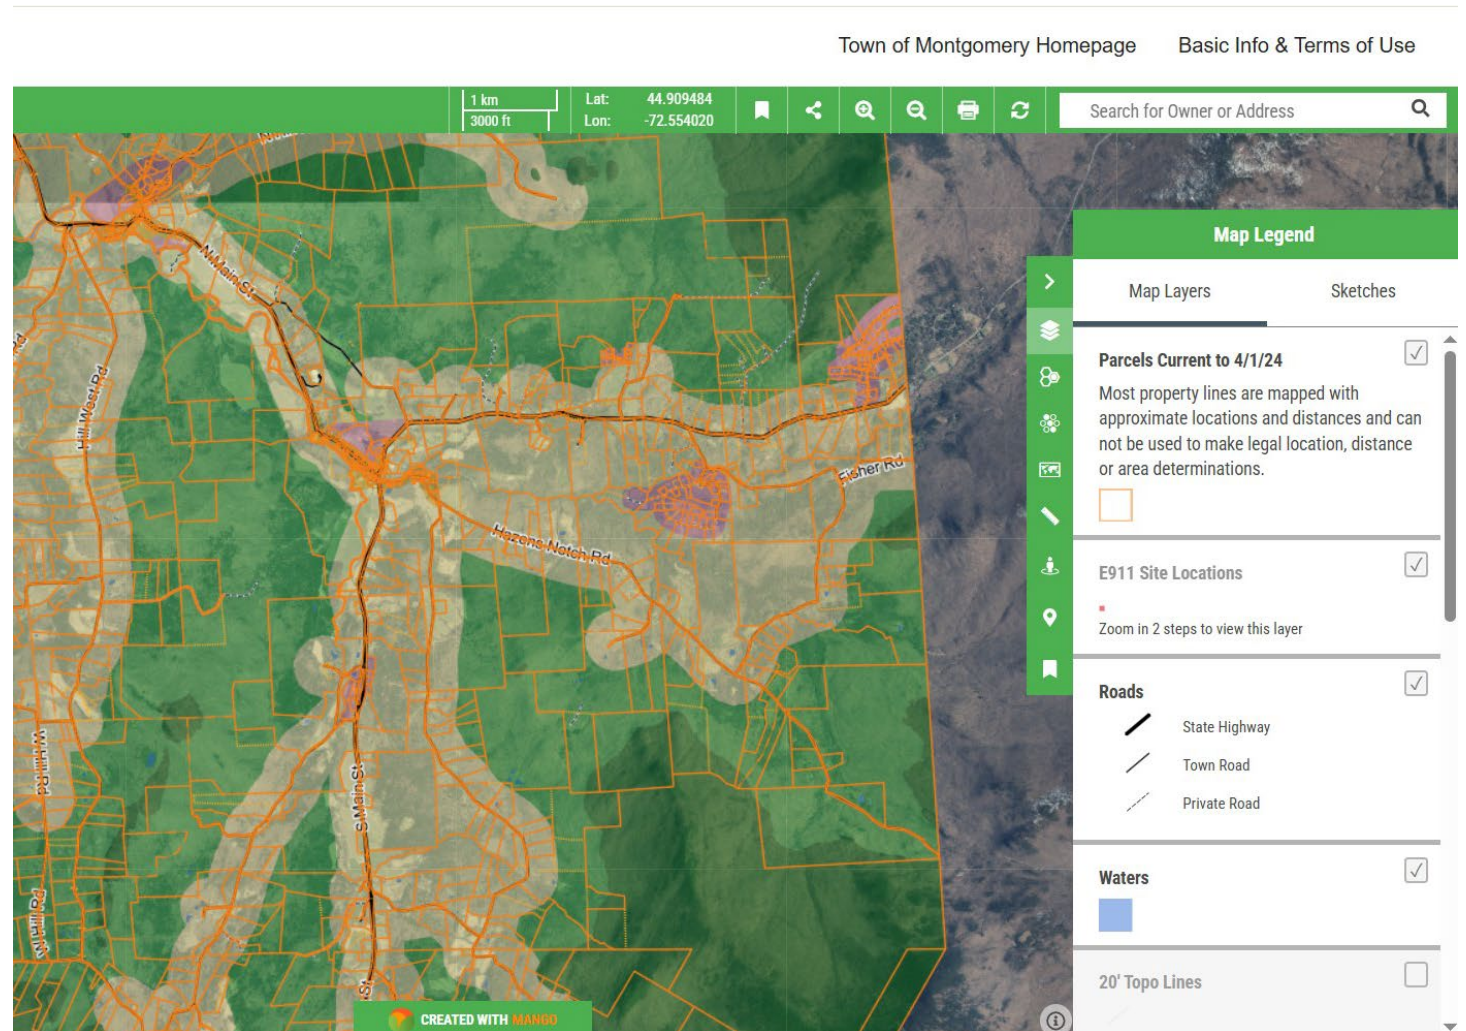 Town of Montgomery Homepage Basic Info & Terms of Use
1 km
3000 ft
Lat: 44.909484
Lon: -72.554020
Search for Owner or Address
Map Legend
Map Layers Sketches
Parcels Current to 4/1/24
Most property lines are mapped with
approximate locations and distances and can
not be used to make legal location, distance
or area determinations.
E911 Site Locations
Zoom in 2 steps to view this layer
Roads
State Highway
Town Road
Private Road
Waters
20' Topo Lines
N Main St
Hill West Rd
Rd
Fisher Rd
Hazens Notch Rd
S Main St
W Hill Rd
W Hill Rd
St
CREATED WITH MANGO